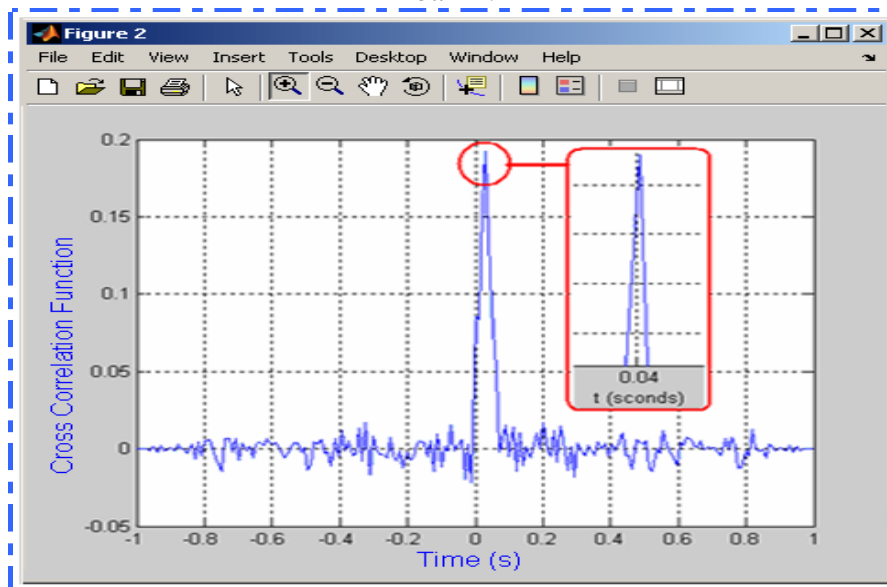 Figure 2
File Edit View Insert Tools Desktop Window Help
0.2
0.15
0.1
0.05
0
-0.05
Cross Correlation Function
0.04
t (sconds)
-1 -0.8 -0.6 -0.4 -0.2 0 0.2 0.4 0.6 0.8 1
Time (s)